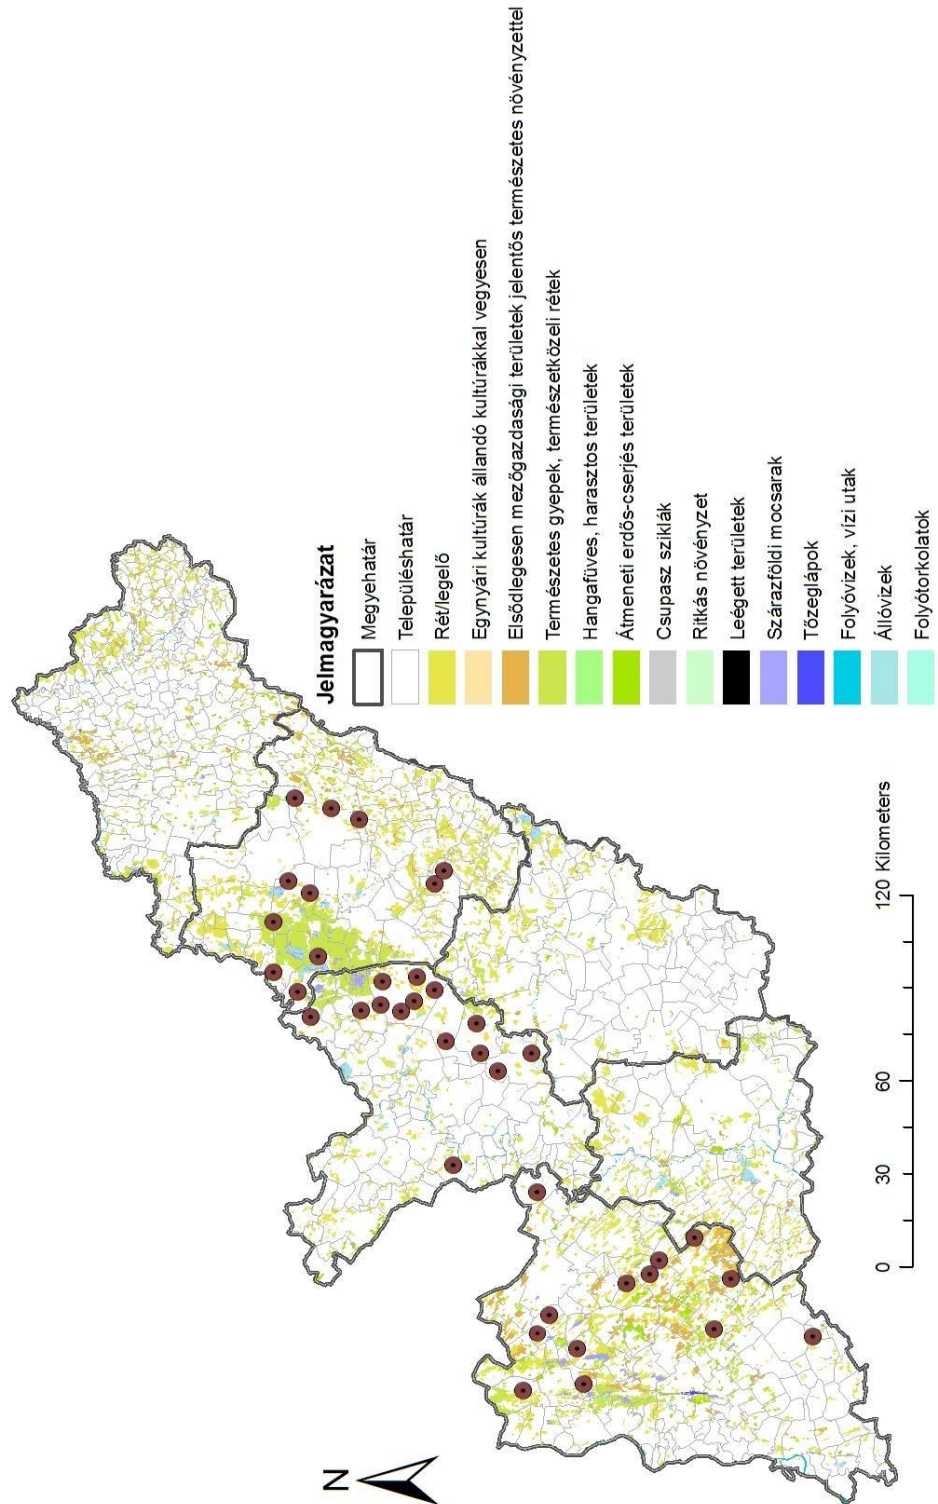 N
Jelmagyarázat
Megyehatár
Településhatár
Rét/legelő
Egynyári kultúrák állandó kultúrákkal vegyesen
Elsődlegesen mezőgazdasági területek jelentős természetes növényzettel
Természetes gyepek, természetközeli rétek
Hangafüves, harasztos területek
Átmeneti erdős-cserjés területek
Csupasz sziklák
Ritkás növényzet
Leégett területek
Szárazföldi mocsarak
Tőzeglápok
Folyóvizek, vizi utak
Állóvizek
Folyótorkolatok
0 30 60 120 Kilometers